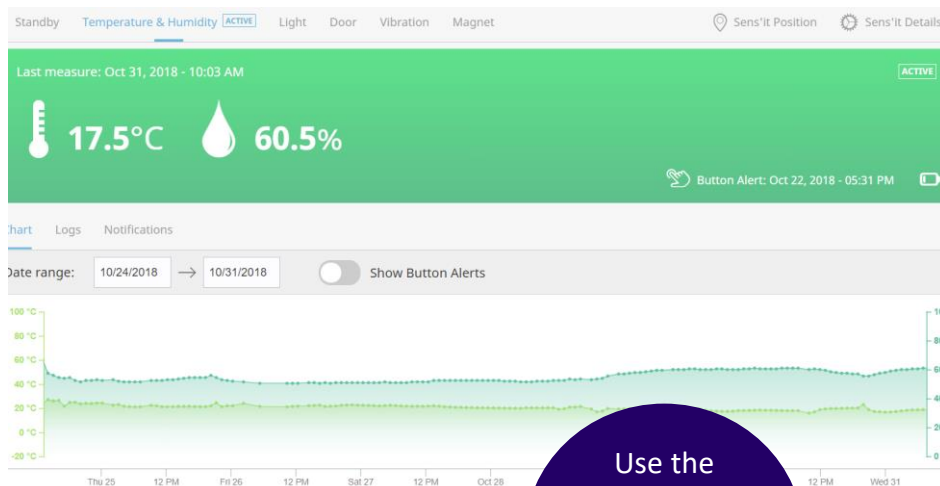 Standby Temperature & Humidity ACTIVE Light Door Vibration Magnet Sens'it Position Sens'it Details
Last measure: Oct 31, 2018 - 10:03 AM ACTIVE
17.5°C 60.5%
Button Alert: Oct 22, 2018 - 05:31 PM
Chart Logs Notifications
Date range: 10/24/2018 → 10/31/2018 Show Button Alerts
100 °C
80 °C
60 °C
40 °C
20 °C
0 °C
-20 °C 0
Thu 25 12 PM Fri 26 12 PM Sat 27 12 PM Oct 28 12 PM Wed 31
Use the